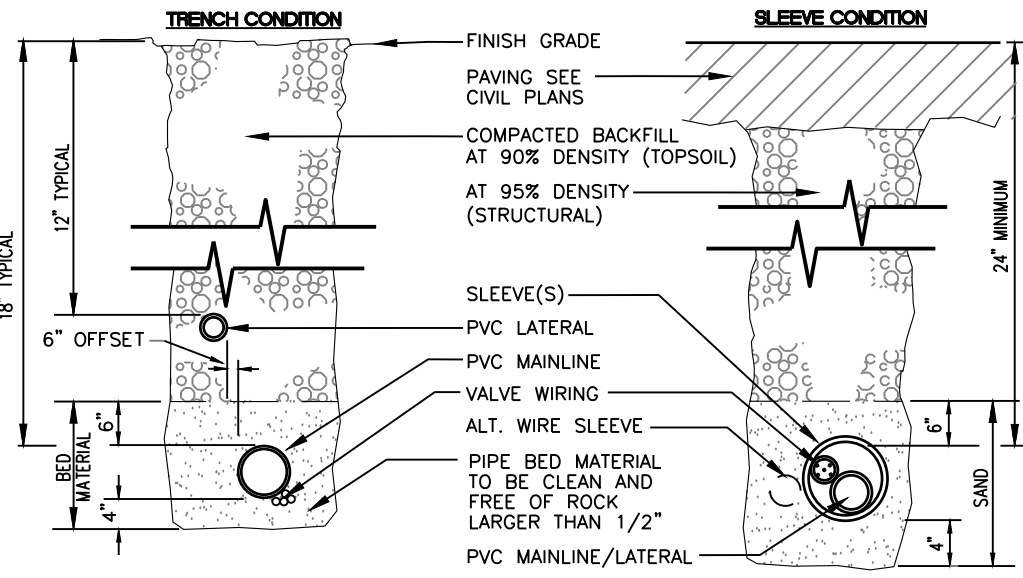 TRENCH CONDITION
SLEEVE CONDITION
FINISH GRADE
PAVING SEE
CIVIL PLANS
COMPACTED BACKFILL
AT 90% DENSITY (TOPSOIL)
AT 95% DENSITY
(STRUCTURAL)
12" TYPICAL
18" TYPICAL
24" MINIMUM
SLEEVE(S)
PVC LATERAL
6" OFFSET
PVC MAINLINE
VALVE WIRING
ALT. WIRE SLEEVE
PIPE BED MATERIAL
TO BE CLEAN AND
FREE OF ROCK
LARGER THAN 1/2"
PVC MAINLINE/LATERAL
6"
BED
MATERIAL
4"
6"
SAND
4"